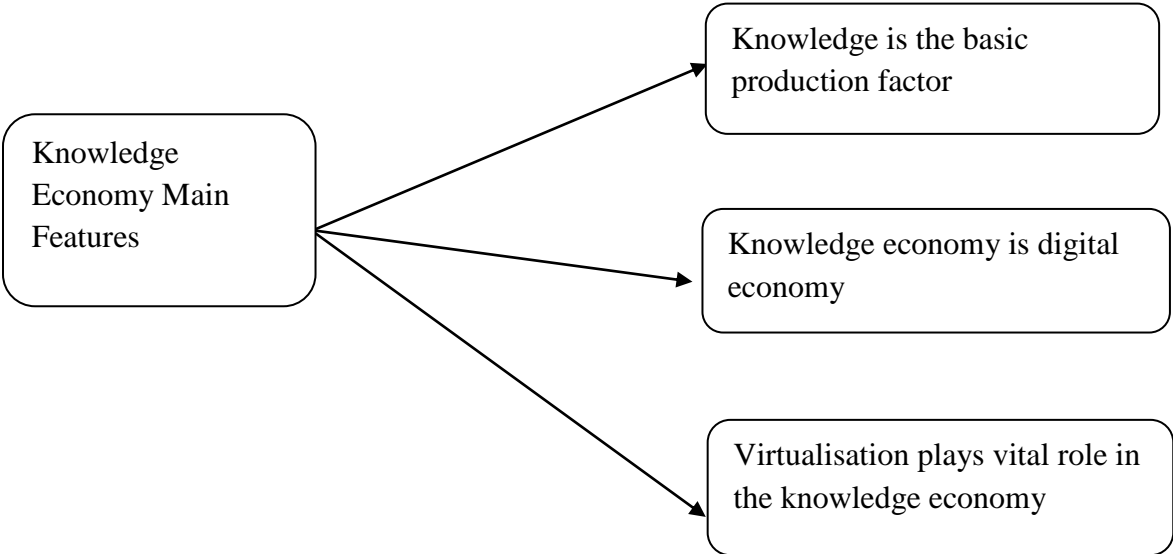 Knowledge
Economy Main
Features
Knowledge is the basic
production factor
Knowledge economy is digital
economy
Virtualisation plays vital role in
the knowledge economy